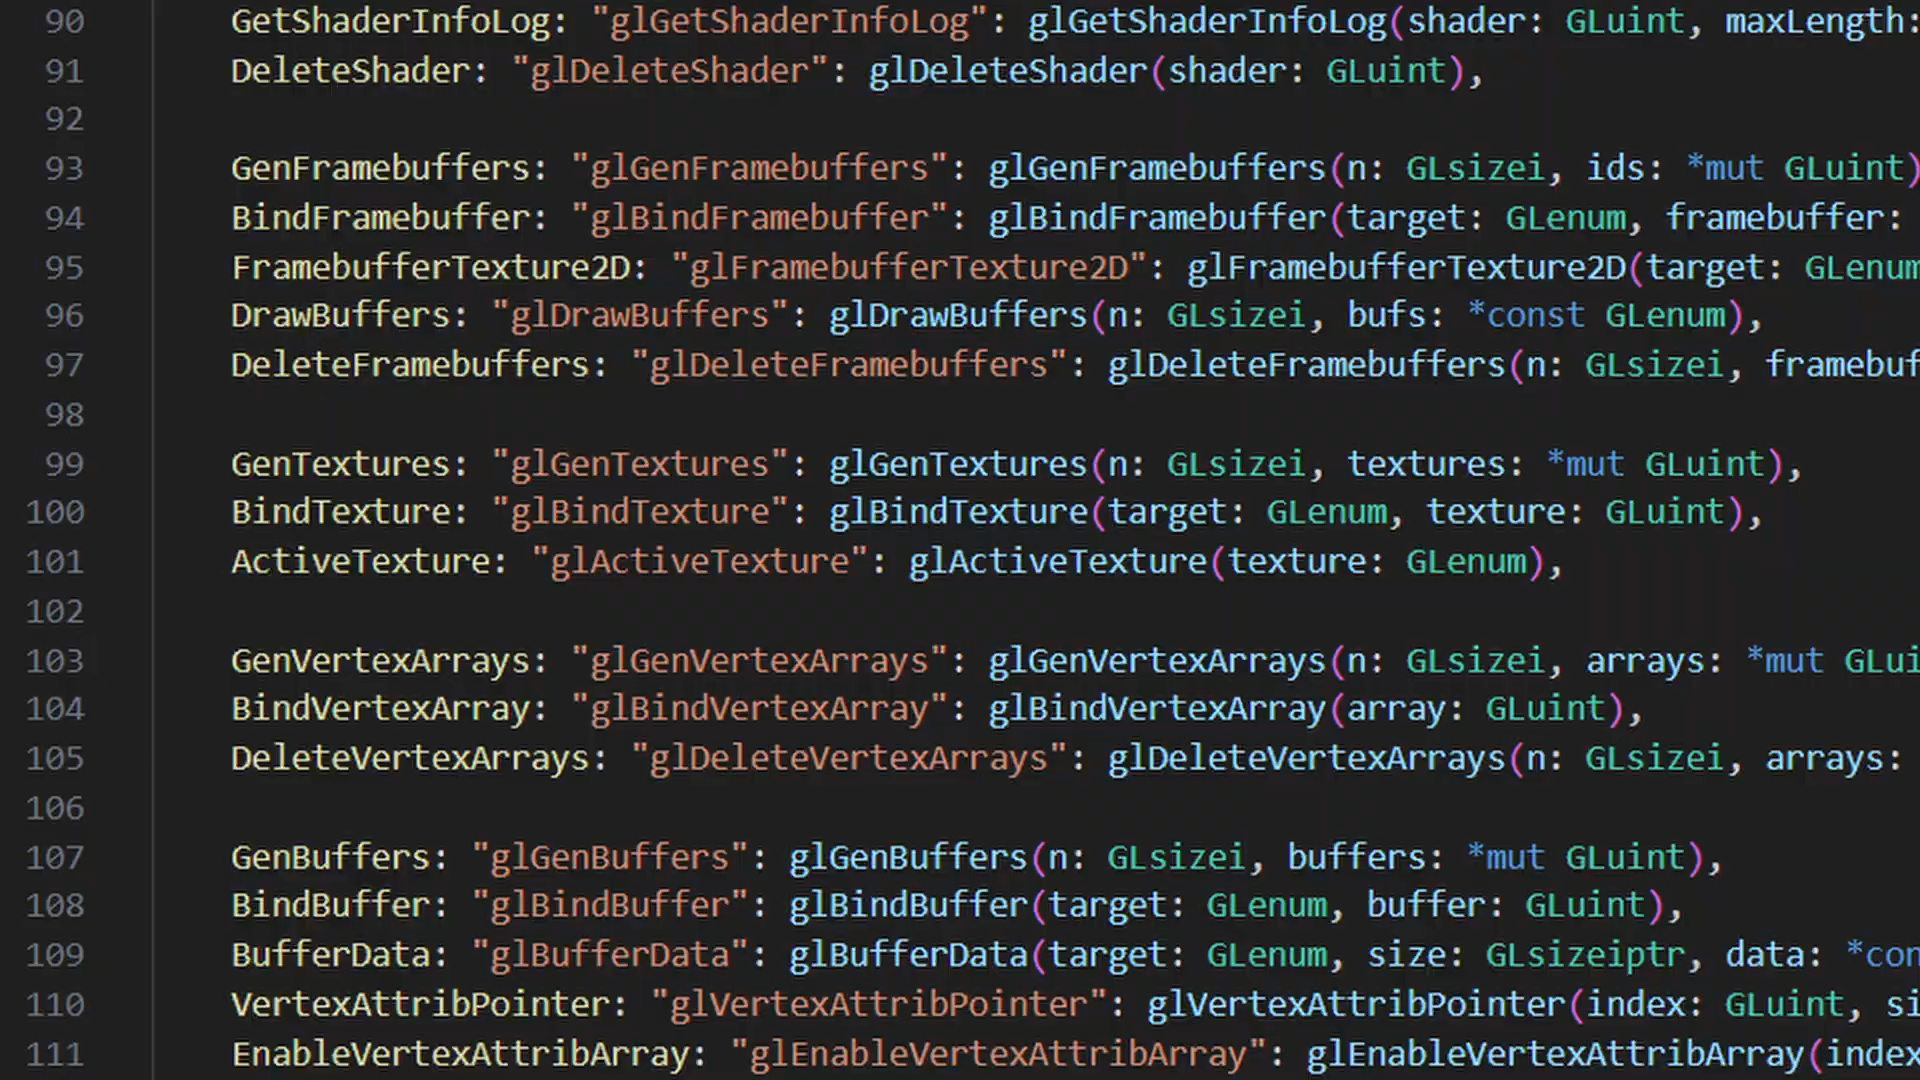 90 GetShaderInfoLog: "glGetShaderInfoLog": glGetShaderInfoLog(shader: GLuint, maxLength:
91 DeleteShader: "glDeleteShader": glDeleteShader(shader: GLuint),
92
93 GenFramebuffers: "glGenFramebuffers": glGenFramebuffers(n: GLsizei, ids: *mut GLuint)
94 BindFramebuffer: "glBindFramebuffer": glBindFramebuffer(target: GLenum, framebuffer:
95 FramebufferTexture2D: "glFramebufferTexture2D": glFramebufferTexture2D(target: GLenum
96 DrawBuffers: "glDrawBuffers": glDrawBuffers(n: GLsizei, bufs: *const GLenum),
97 DeleteFramebuffers: "glDeleteFramebuffers": glDeleteFramebuffers(n: GLsizei, framebuf
98
99 GenTextures: "glGenTextures": glGenTextures(n: GLsizei, textures: *mut GLuint),
100 BindTexture: "glBindTexture": glBindTexture(target: GLenum, texture: GLuint),
101 ActiveTexture: "glActiveTexture": glActiveTexture(texture: GLenum),
102
103 GenVertexArrays: "glGenVertexArrays": glGenVertexArrays(n: GLsizei, arrays: *mut GLui
104 BindVertexArray: "glBindVertexArray": glBindVertexArray(array: GLuint),
105 DeleteVertexArrays: "glDeleteVertexArrays": glDeleteVertexArrays(n: GLsizei, arrays:
106
107 GenBuffers: "glGenBuffers": glGenBuffers(n: GLsizei, buffers: *mut GLuint),
108 BindBuffer: "glBindBuffer": glBindBuffer(target: GLenum, buffer: GLuint),
109 BufferData: "glBufferData": glBufferData(target: GLenum, size: GLsizeiptr, data: *con
110 VertexAttribPointer: "glVertexAttribPointer": glVertexAttribPointer(index: GLuint, si
111 EnableVertexAttribArray: "glEnableVertexAttribArray": glEnableVertexAttribArray(index